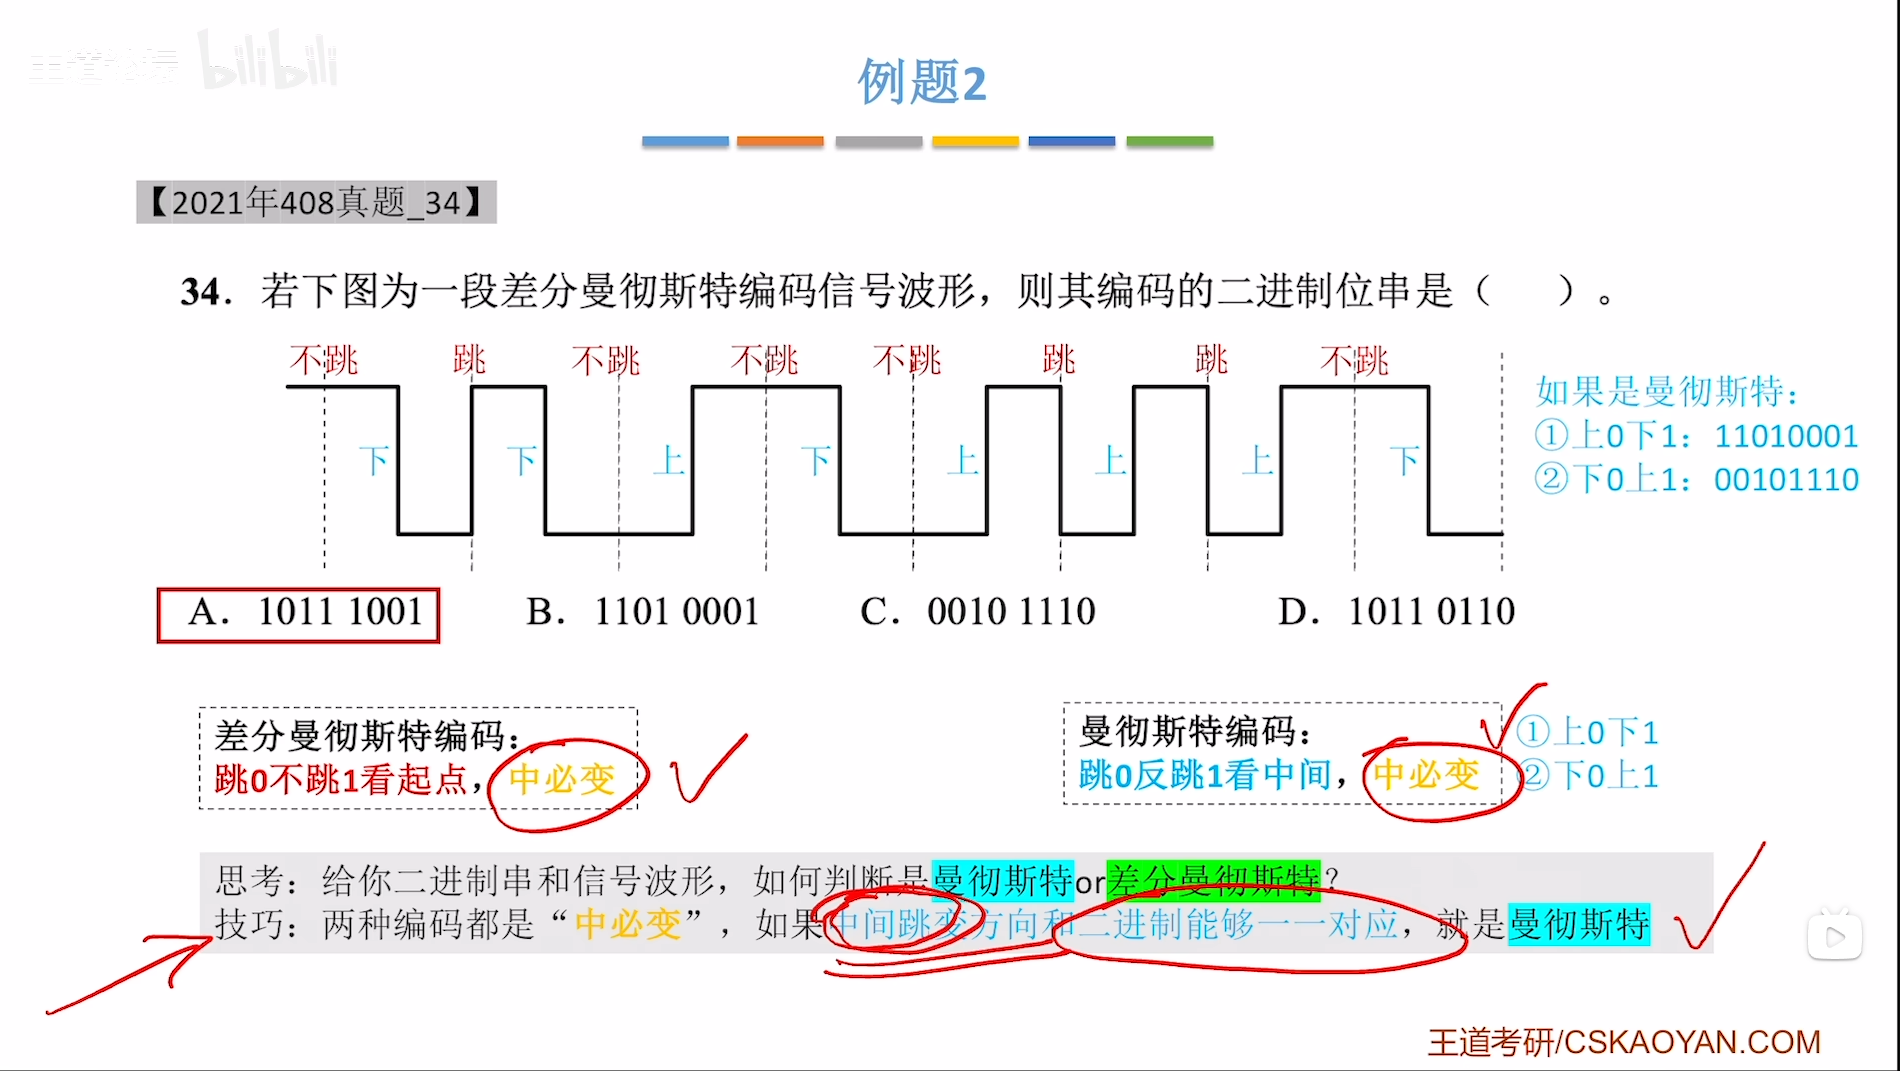 王道论坛 bilibili
例题2
【2021年408真题_34】
34. 若下图为一段差分曼彻斯特编码信号波形，则其编码的二进制位串是（ ）。
不跳 跳 不跳 不跳 不跳 跳 跳 不跳
下 下 上 下 上 上 上 下
如果是曼彻斯特：
①上0下1：11010001
②下0上1：00101110
A. 1011 1001 B. 1101 0001 C. 0010 1110 D. 1011 0110
差分曼彻斯特编码：
跳0不跳1看起点，中必变
曼彻斯特编码：
跳0反跳1看中间，中必变
①上0下1
②下0上1
思考：给你二进制串和信号波形，如何判断是曼彻斯特or差分曼彻斯特？
技巧：两种编码都是“中必变”，如果中间跳变方向和二进制能够一一对应，就是曼彻斯特
王道考研/CSKAOYAN.COM